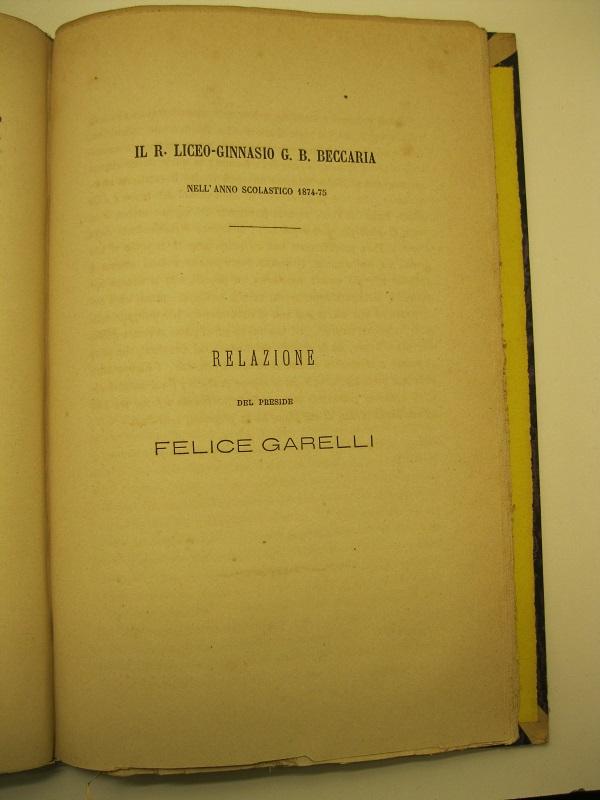 IL R. LICEO-GINNASIO G. B. BECCARIA
NELL'ANNO SCOLASTICO 1874-75
RELAZIONE
DEL PRESIDE
FELICE GARELLI